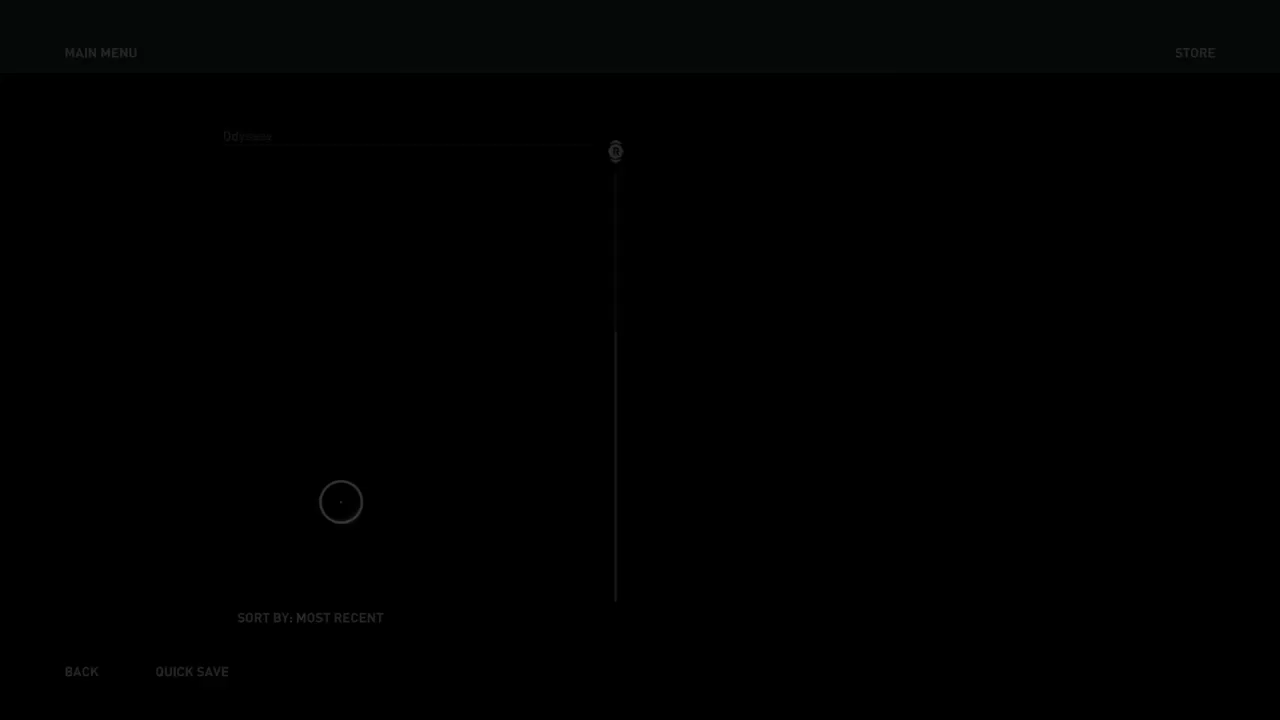 MAIN MENU
STORE
R
SORT BY: MOST RECENT
BACK
QUICK SAVE